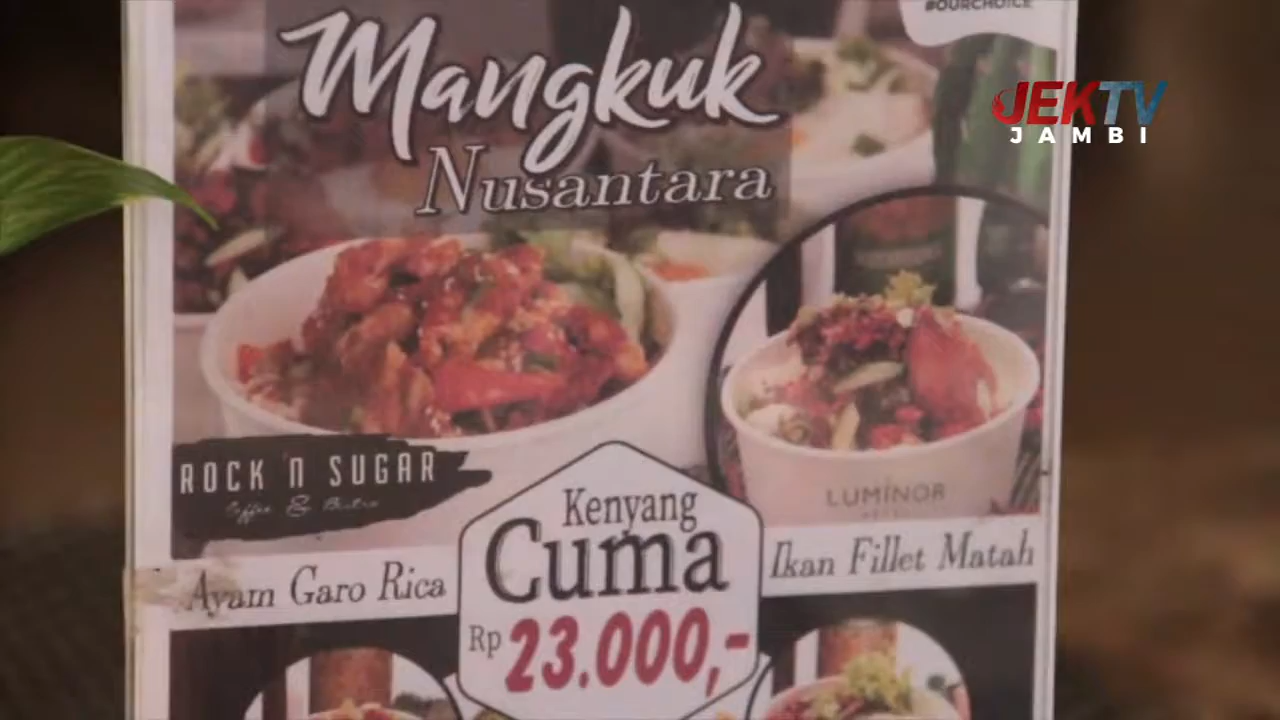 #OURCHOICE
Mangkuk
Nusantara
JEKTV
JAMBI
ROCK 'N SUGAR
Coffee & Bistro
LUMINOR
HOTEL
Ayam Garo Rica
Kenyang
Cuma
Rp 23.000,-
Ikan Fillet Matah